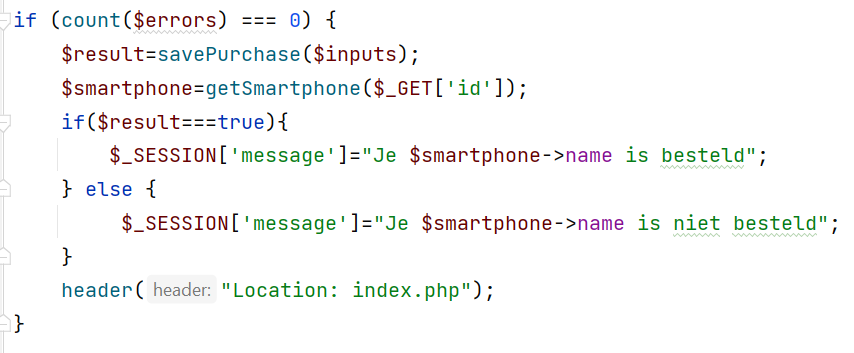 if (count($errors) === 0) {
    $result=savePurchase($inputs);
    $smartphone=getSmartphone($_GET['id']);
    if($result===true){
        $_SESSION['message']="Je $smartphone->name is besteld";
    } else {
         $_SESSION['message']="Je $smartphone->name is niet besteld";
    }
    header( header: "Location: index.php");
}